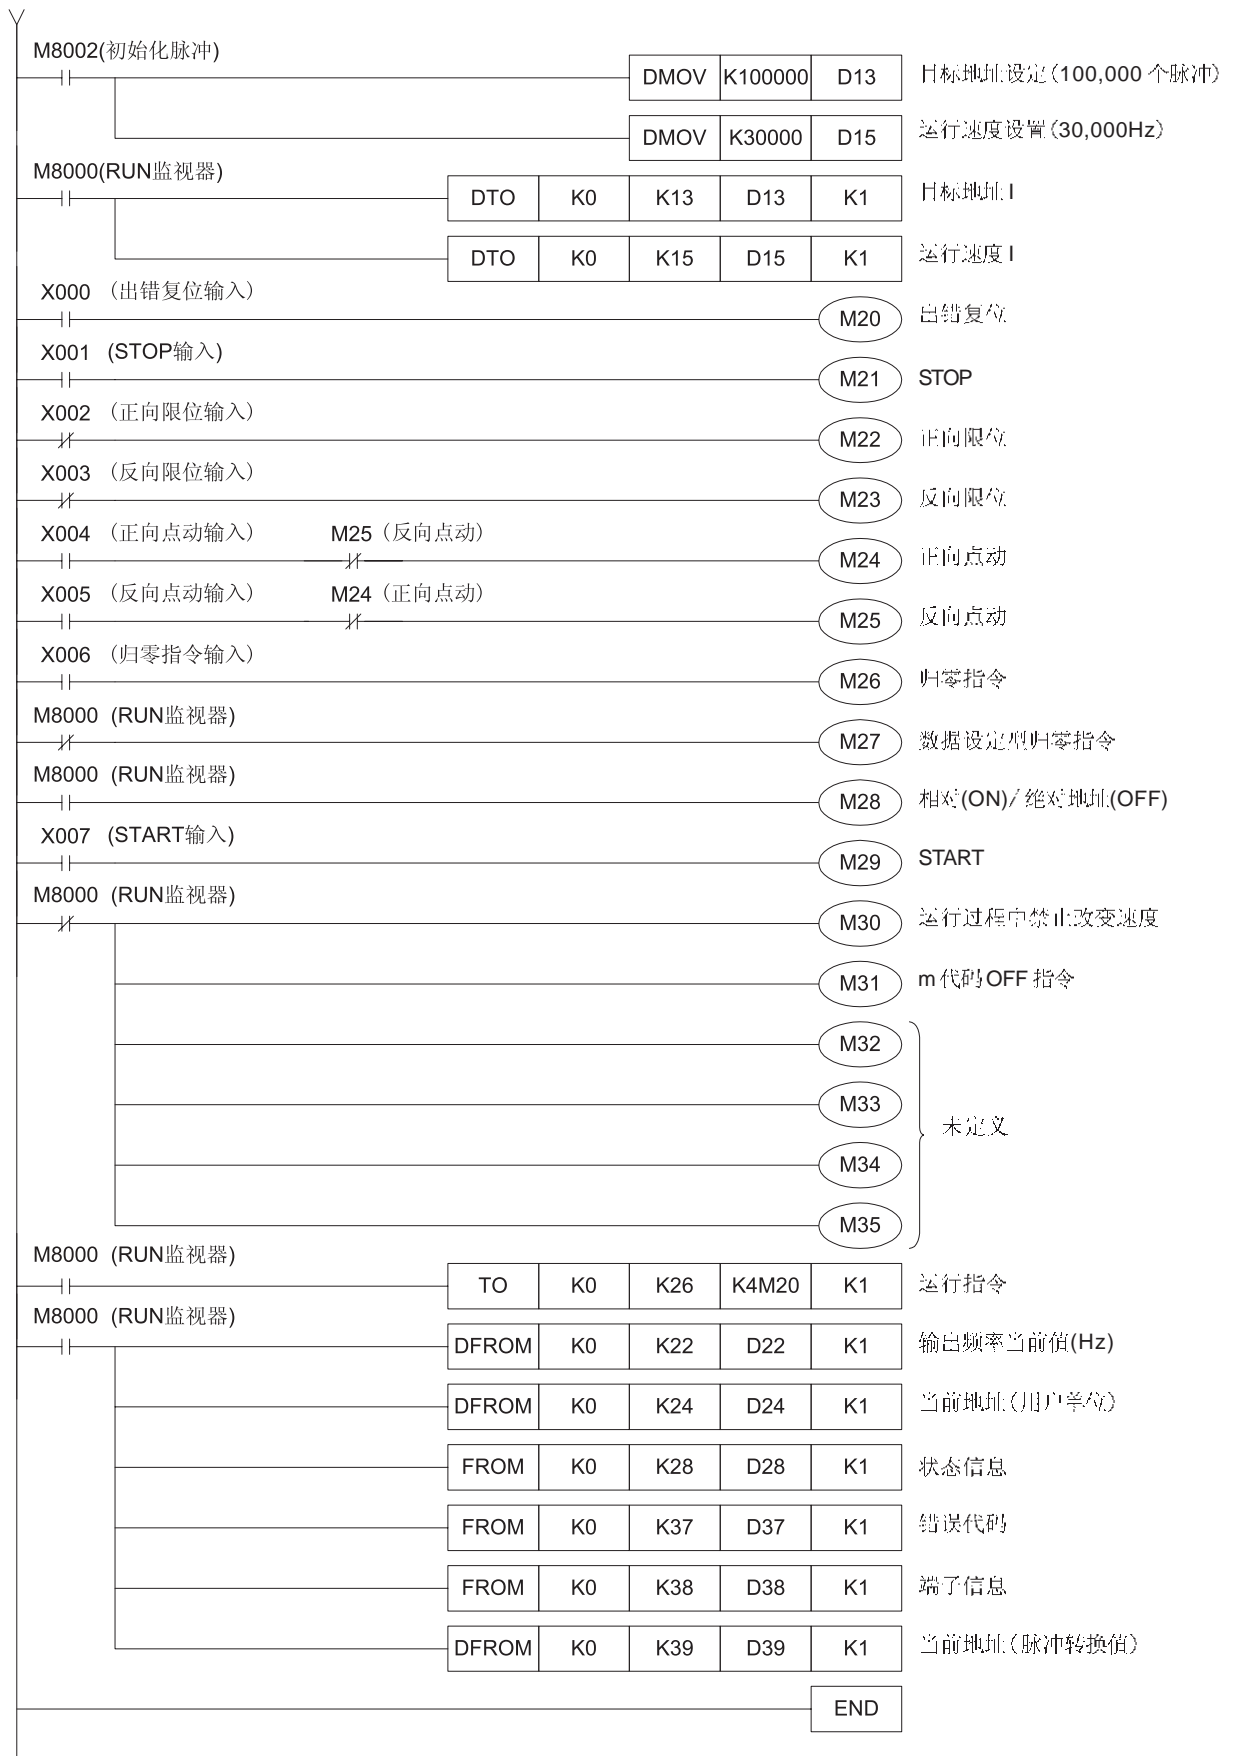 M8002(初始化脉冲)
DMOV K100000 D13 目标地址设定(100,000 个脉冲)
DMOV K30000 D15 运行速度设置(30,000Hz)
M8000(RUN监视器)
DTO K0 K13 D13 K1 目标地址 I
DTO K0 K15 D15 K1 运行速度 I
X000 (出错复位输入)
M20 出错复位
X001 (STOP输入)
M21 STOP
X002 (正向限位输入)
M22 正向限位
X003 (反向限位输入)
M23 反向限位
X004 (正向点动输入) M25 (反向点动)
M24 正向点动
X005 (反向点动输入) M24 (正向点动)
M25 反向点动
X006 (归零指令输入)
M26 归零指令
M8000 (RUN监视器)
M27 数据设定型归零指令
M8000 (RUN监视器)
M28 相对(ON)/ 绝对地址(OFF)
X007 (START输入)
M29 START
M8000 (RUN监视器)
M30 运行过程中禁止改变速度
M31 m 代码 OFF 指令
M32
M33
未定义
M34
M35
M8000 (RUN监视器)
TO K0 K26 K4M20 K1 运行指令
M8000 (RUN监视器)
DFROM K0 K22 D22 K1 输出频率当前值(Hz)
DFROM K0 K24 D24 K1 当前地址(用户单位)
FROM K0 K28 D28 K1 状态信息
FROM K0 K37 D37 K1 错误代码
FROM K0 K38 D38 K1 端子信息
DFROM K0 K39 D39 K1 当前地址(脉冲转换值)
END